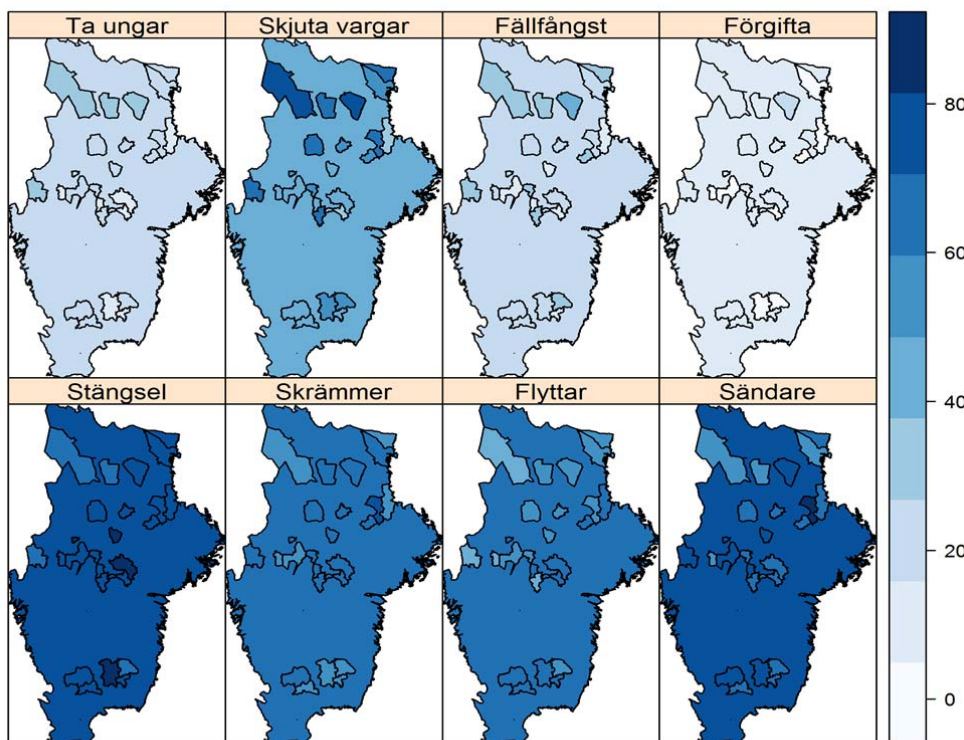 Ta ungar
Skjuta vargar
Fällfångst
Förgifta
Stängsel
Skrämmer
Flyttar
Sändare
80
60
40
20
0